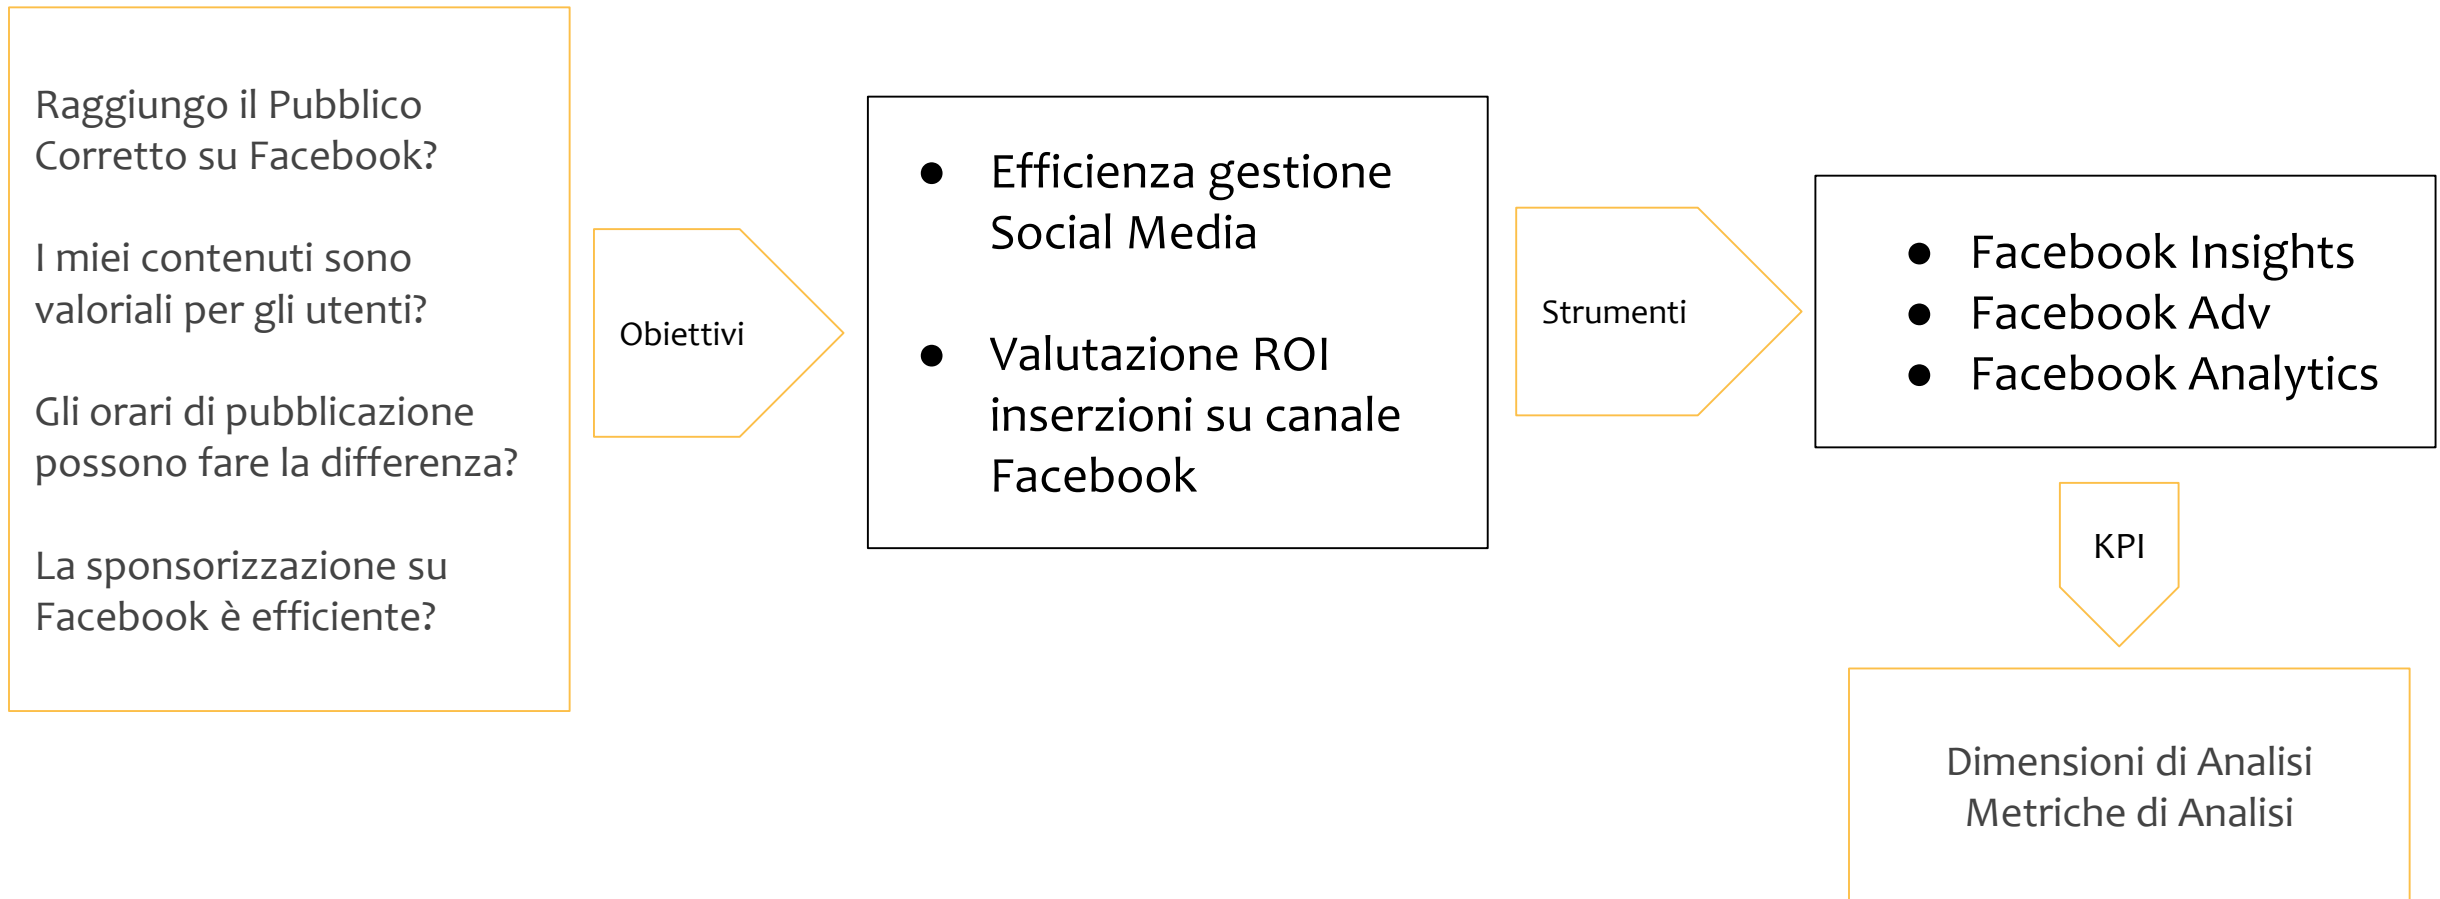 Raggiungo il Pubblico
Corretto su Facebook?
I miei contenuti sono
valoriali per gli utenti?
Gli orari di pubblicazione
possono fare la differenza?
La sponsorizzazione su
Facebook è efficiente?
Obiettivi
● Efficienza gestione
Social Media
● Valutazione ROI
inserzioni su canale
Facebook
Strumenti
● Facebook Insights
● Facebook Adv
● Facebook Analytics
KPI
Dimensioni di Analisi
Metriche di Analisi